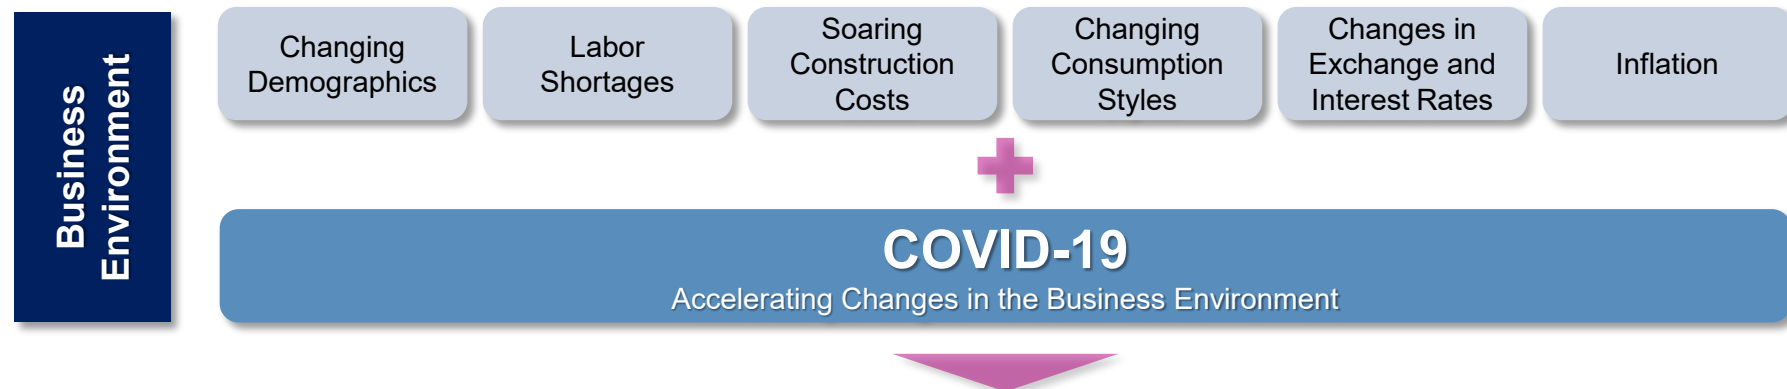 Business
Environment
Changing
Demographics
Labor
Shortages
Soaring
Construction
Costs
Changing
Consumption
Styles
Changes in
Exchange and
Interest Rates
Inflation
COVID-19
Accelerating Changes in the Business Environment